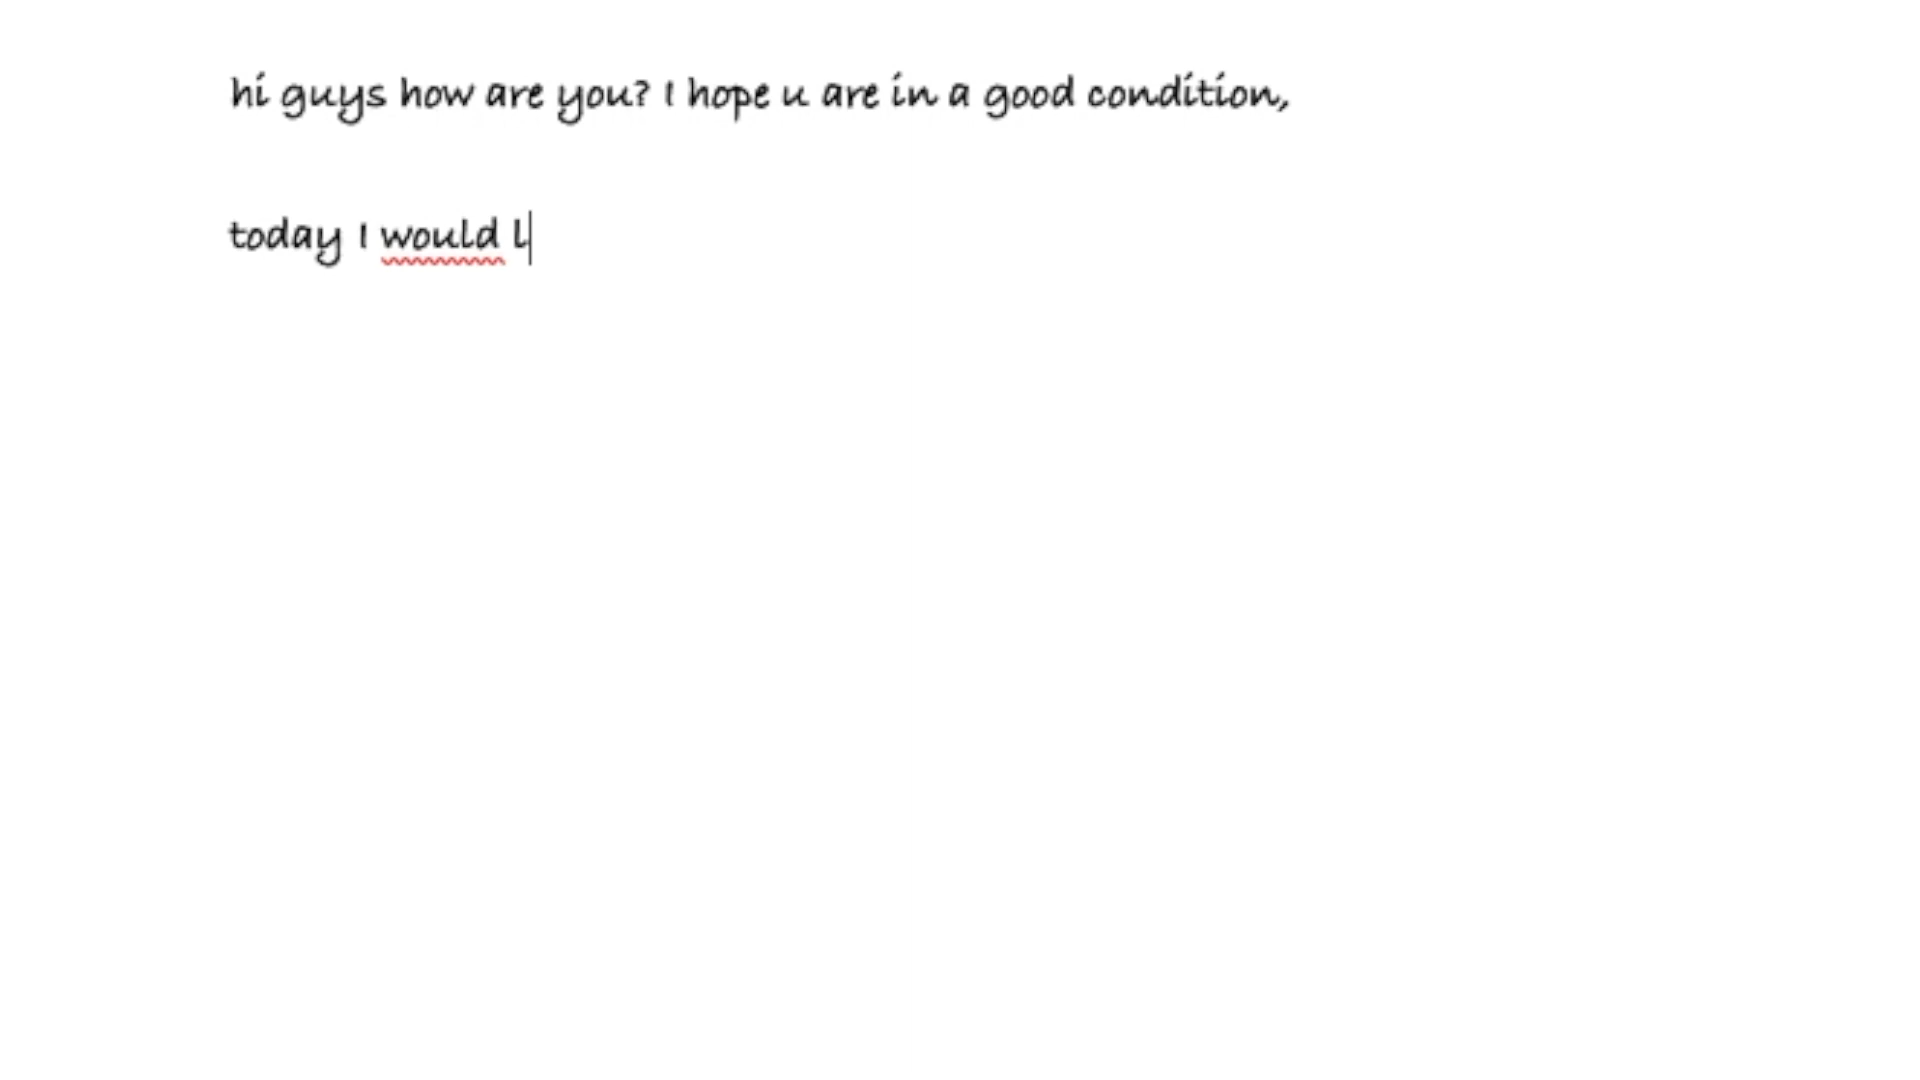 hi guys how are you? I hope u are in a good condition,
today I would l